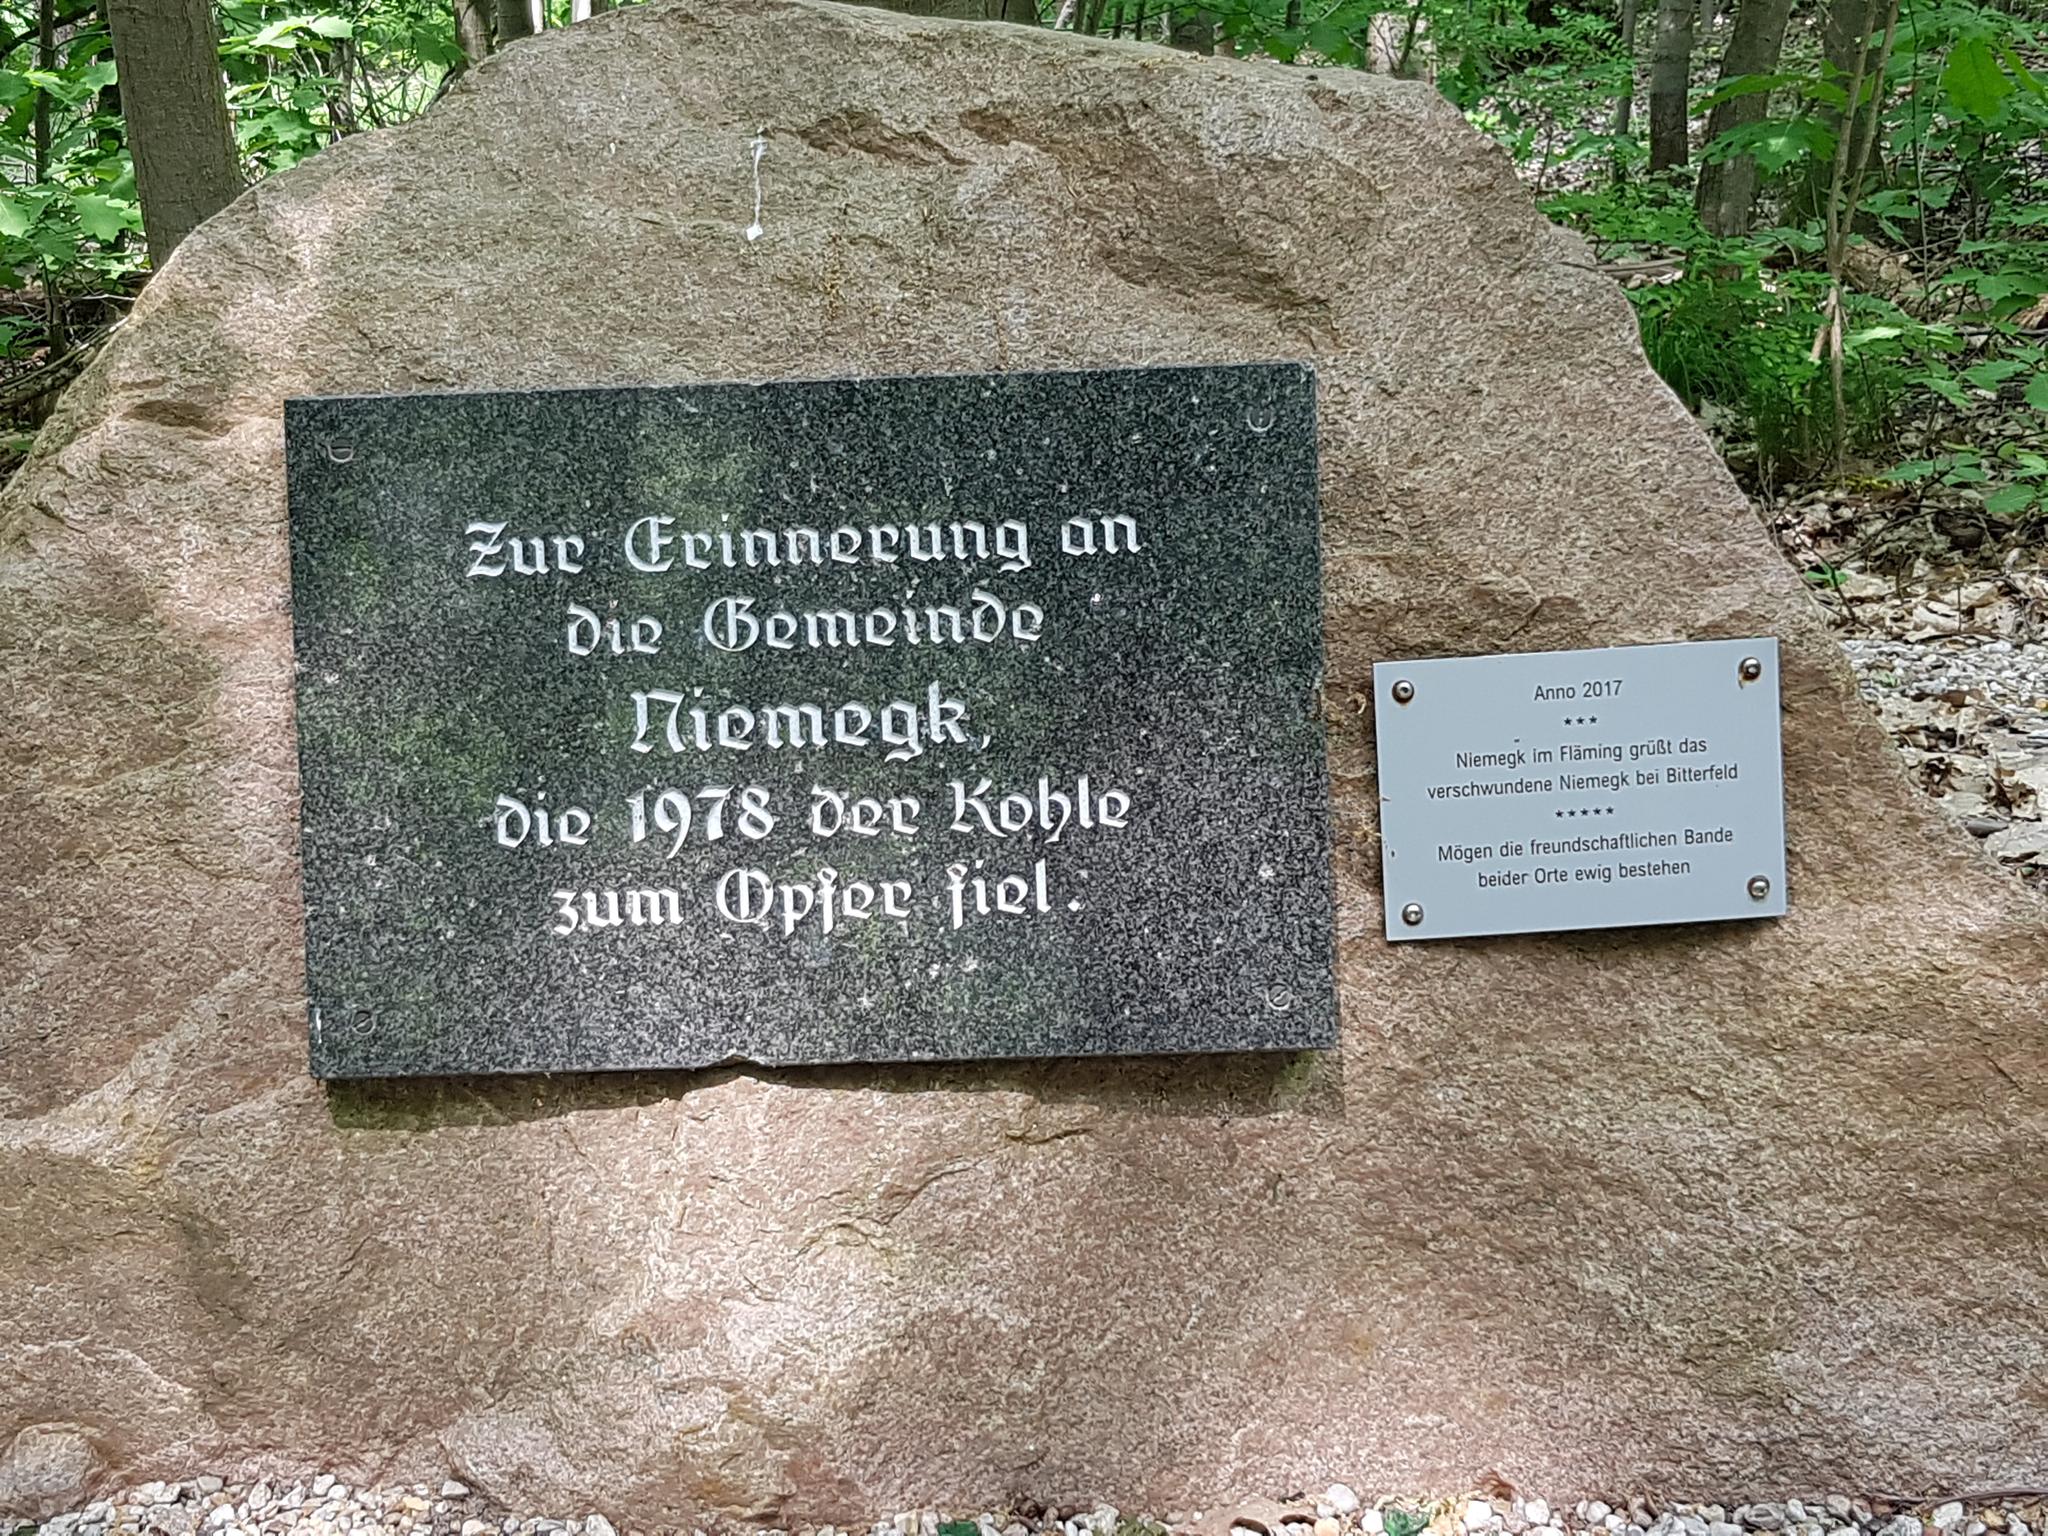 Zur Erinnerung an
die Gemeinde
Niemegk,
die 1978 der Kohle
zum Opfer fiel.
Anno 2017
***
Niemegk im Fläming grüßt das
verschwundene Niemegk bei Bitterfeld
*****
Mögen die freundschaftlichen Bande
beider Orte ewig bestehen